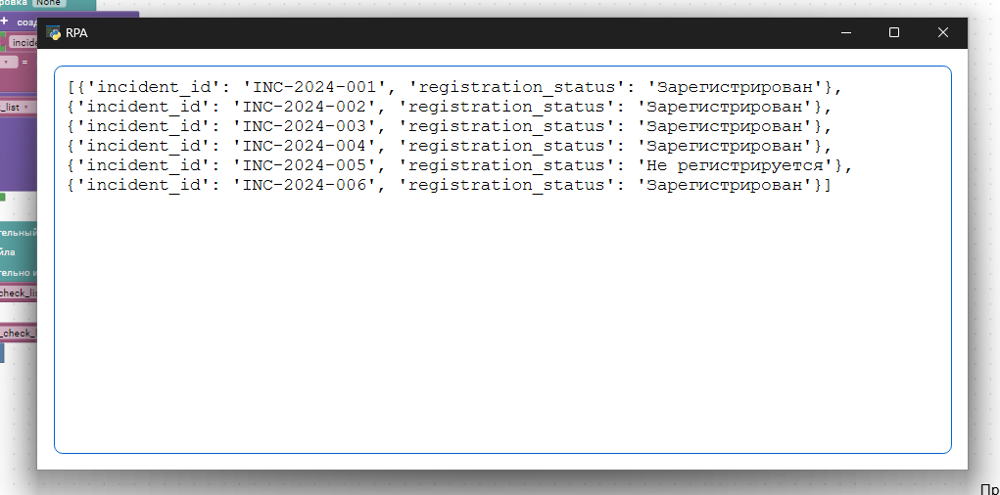 None
созд
RPA
incide
=
[{'incident_id': 'INC-2024-001', 'registration_status': 'Зарегистрирован'},
{'incident_id': 'INC-2024-002', 'registration_status': 'Зарегистрирован'},
{'incident_id': 'INC-2024-003', 'registration_status': 'Зарегистрирован'},
{'incident_id': 'INC-2024-004', 'registration_status': 'Зарегистрирован'},
{'incident_id': 'INC-2024-005', 'registration_status': 'Не регистрируется'},
{'incident_id': 'INC-2024-006', 'registration_status': 'Зарегистрирован'}]
_list
тельный
йла
тельно и
check_lis
_check_
Пр